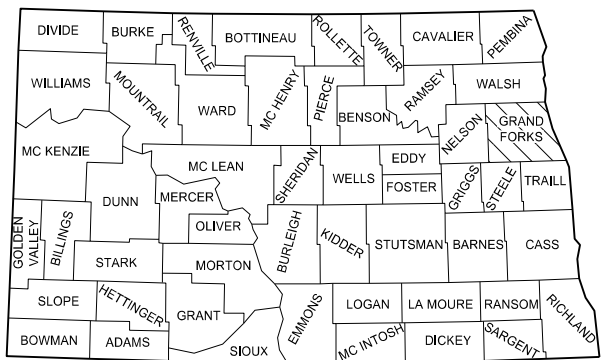 DIVIDE
BURKE
RENVILLE
BOTTINEAU
ROLLETTE
TOWNER
CAVALIER
PEMBINA
WILLIAMS
MOUNTRAIL
WARD
MC HENRY
PIERCE
BENSON
RAMSEY
WALSH
NELSON
GRAND
FORKS
MC KENZIE
MC LEAN
SHERIDAN
WELLS
EDDY
FOSTER
GRIGGS
STEELE
TRAILL
DUNN
MERCER
OLIVER
GOLDEN
VALLEY
BILLINGS
STARK
MORTON
BURLEIGH
KIDDER
STUTSMAN
BARNES
CASS
SLOPE
HETTINGER
GRANT
EMMONS
LOGAN
LA MOURE
RANSOM
RICHLAND
BOWMAN
ADAMS
SIOUX
MC INTOSH
DICKEY
SARGENT